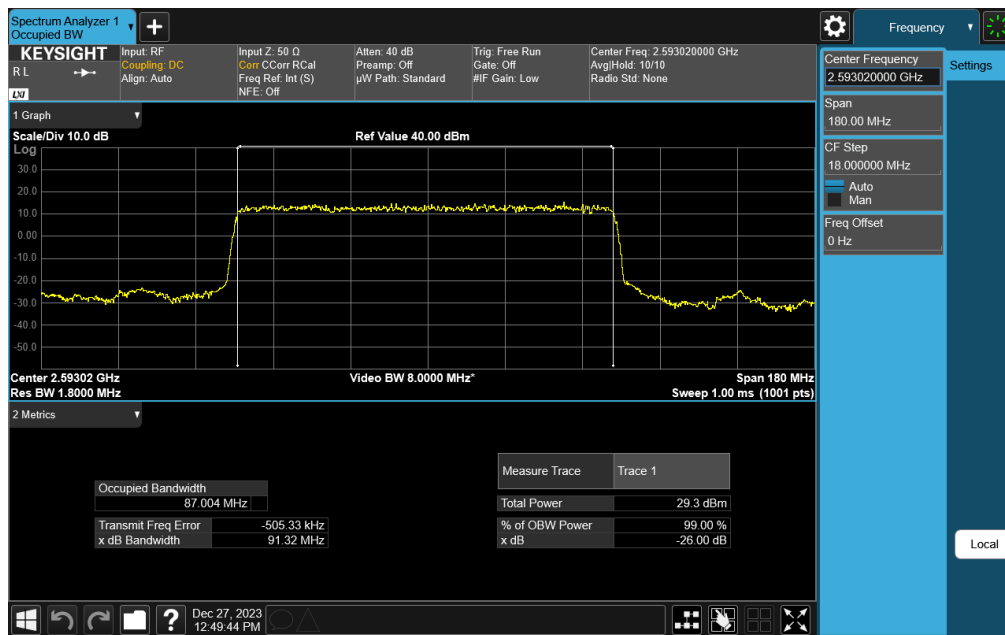 Spectrum Analyzer 1
Occupied BW
Frequency
KEYSIGHT
R L
LXI
Input: RF
Coupling: DC
Align: Auto
Input Z: 50 Ω
Corr CCorr RCal
Freq Ref: Int (S)
NFE: Off
Atten: 40 dB
Preamp: Off
µW Path: Standard
Trig: Free Run
Gate: Off
#IF Gain: Low
Center Freq: 2.593020000 GHz
Avg|Hold: 10/10
Radio Std: None
Center Frequency
2.593020000 GHz
Settings
Span
180.00 MHz
CF Step
18.000000 MHz
Auto
Man
Freq Offset
0 Hz
1 Graph
Scale/Div 10.0 dB
Ref Value 40.00 dBm
Log
30.0
20.0
10.0
0.00
-10.0
-20.0
-30.0
-40.0
-50.0
Center 2.59302 GHz
Video BW 8.0000 MHz*
Span 180 MHz
Res BW 1.8000 MHz
Sweep 1.00 ms (1001 pts)
2 Metrics
Occupied Bandwidth
87.004 MHz
Transmit Freq Error -505.33 kHz
x dB Bandwidth 91.32 MHz
Measure Trace Trace 1
Total Power 29.3 dBm
% of OBW Power 99.00 %
x dB -26.00 dB
Local
?
Dec 27, 2023
12:49:44 PM